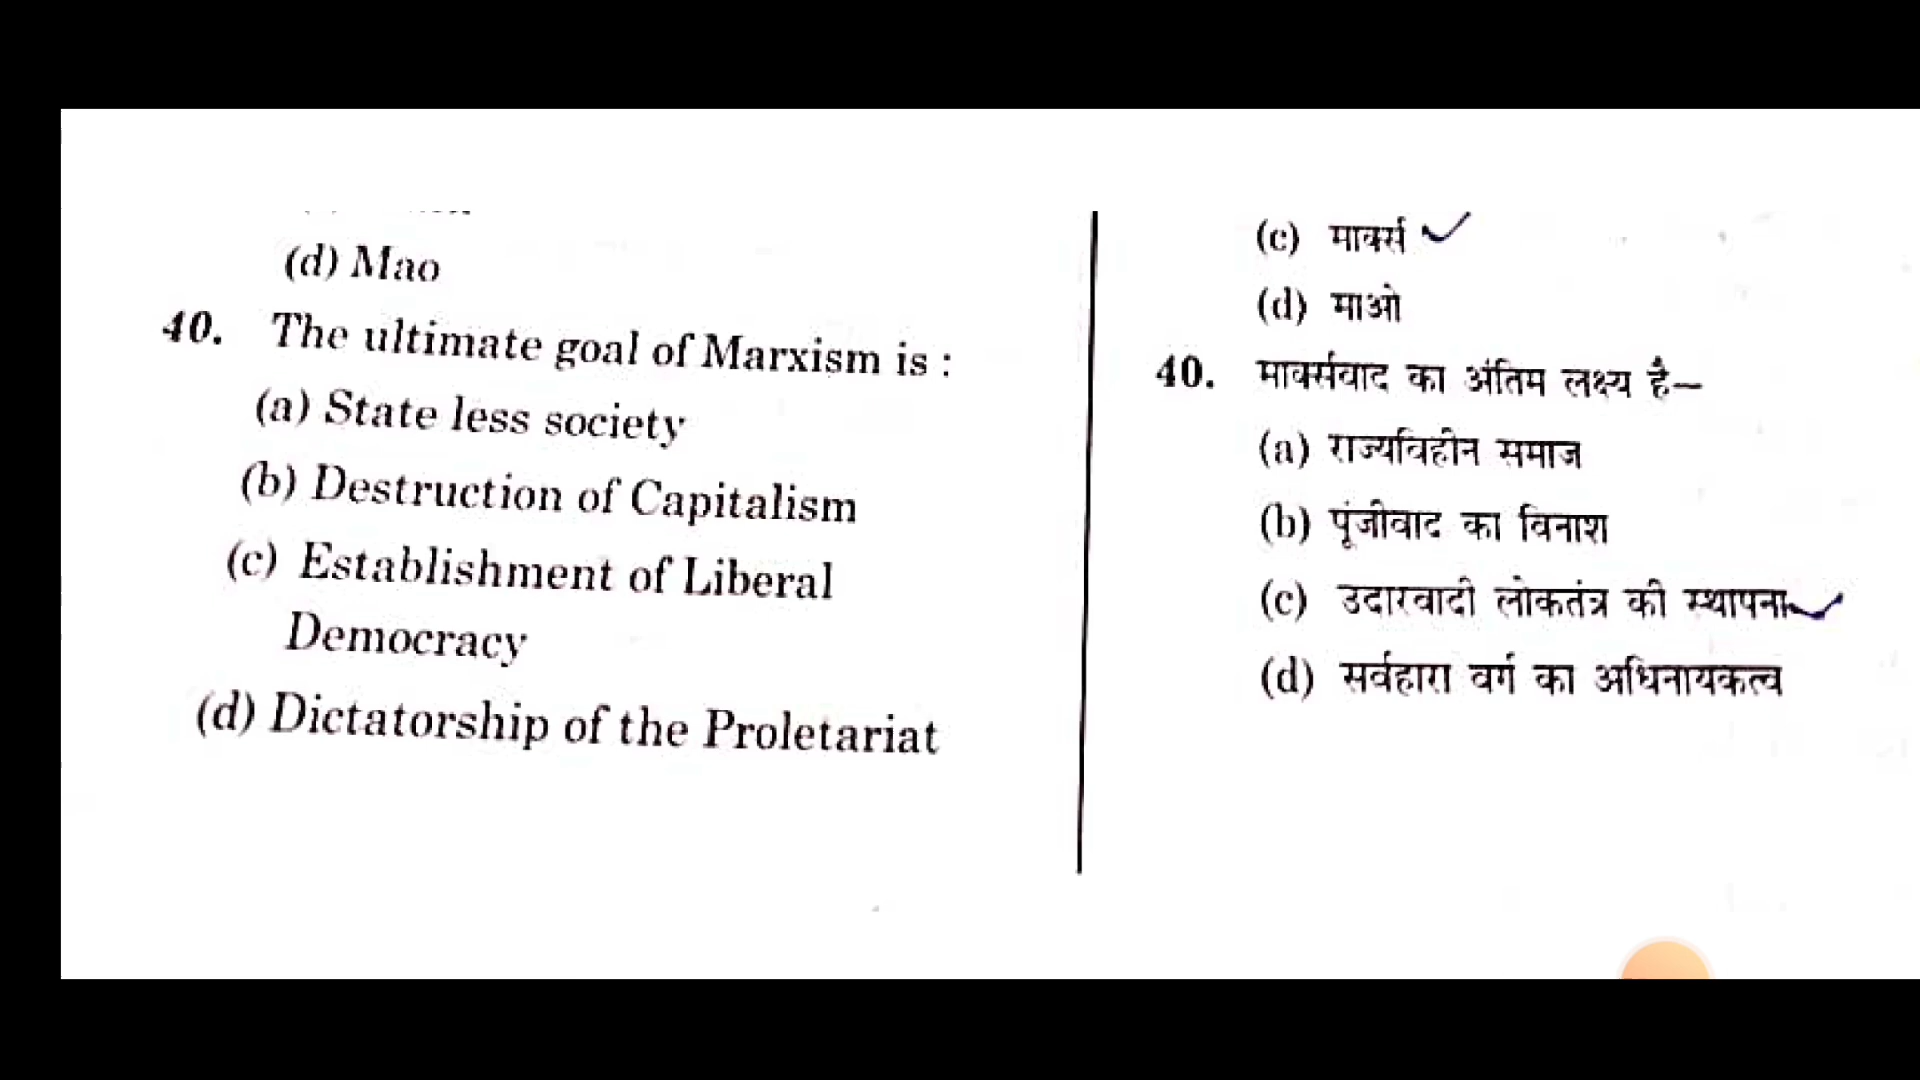 (d) Mao
40. The ultimate goal of Marxism is :
(a) State less society
(b) Destruction of Capitalism
(c) Establishment of Liberal
Democracy
(d) Dictatorship of the Proletariat
(c) मार्क्स
(d) माओ
40. मार्क्सवाद का अंतिम लक्ष्य है–
(a) राज्यविहीन समाज
(b) पूंजीवाद का विनाश
(c) उदारवादी लोकतंत्र की स्थापना
(d) सर्वहारा वर्ग का अधिनायकत्व